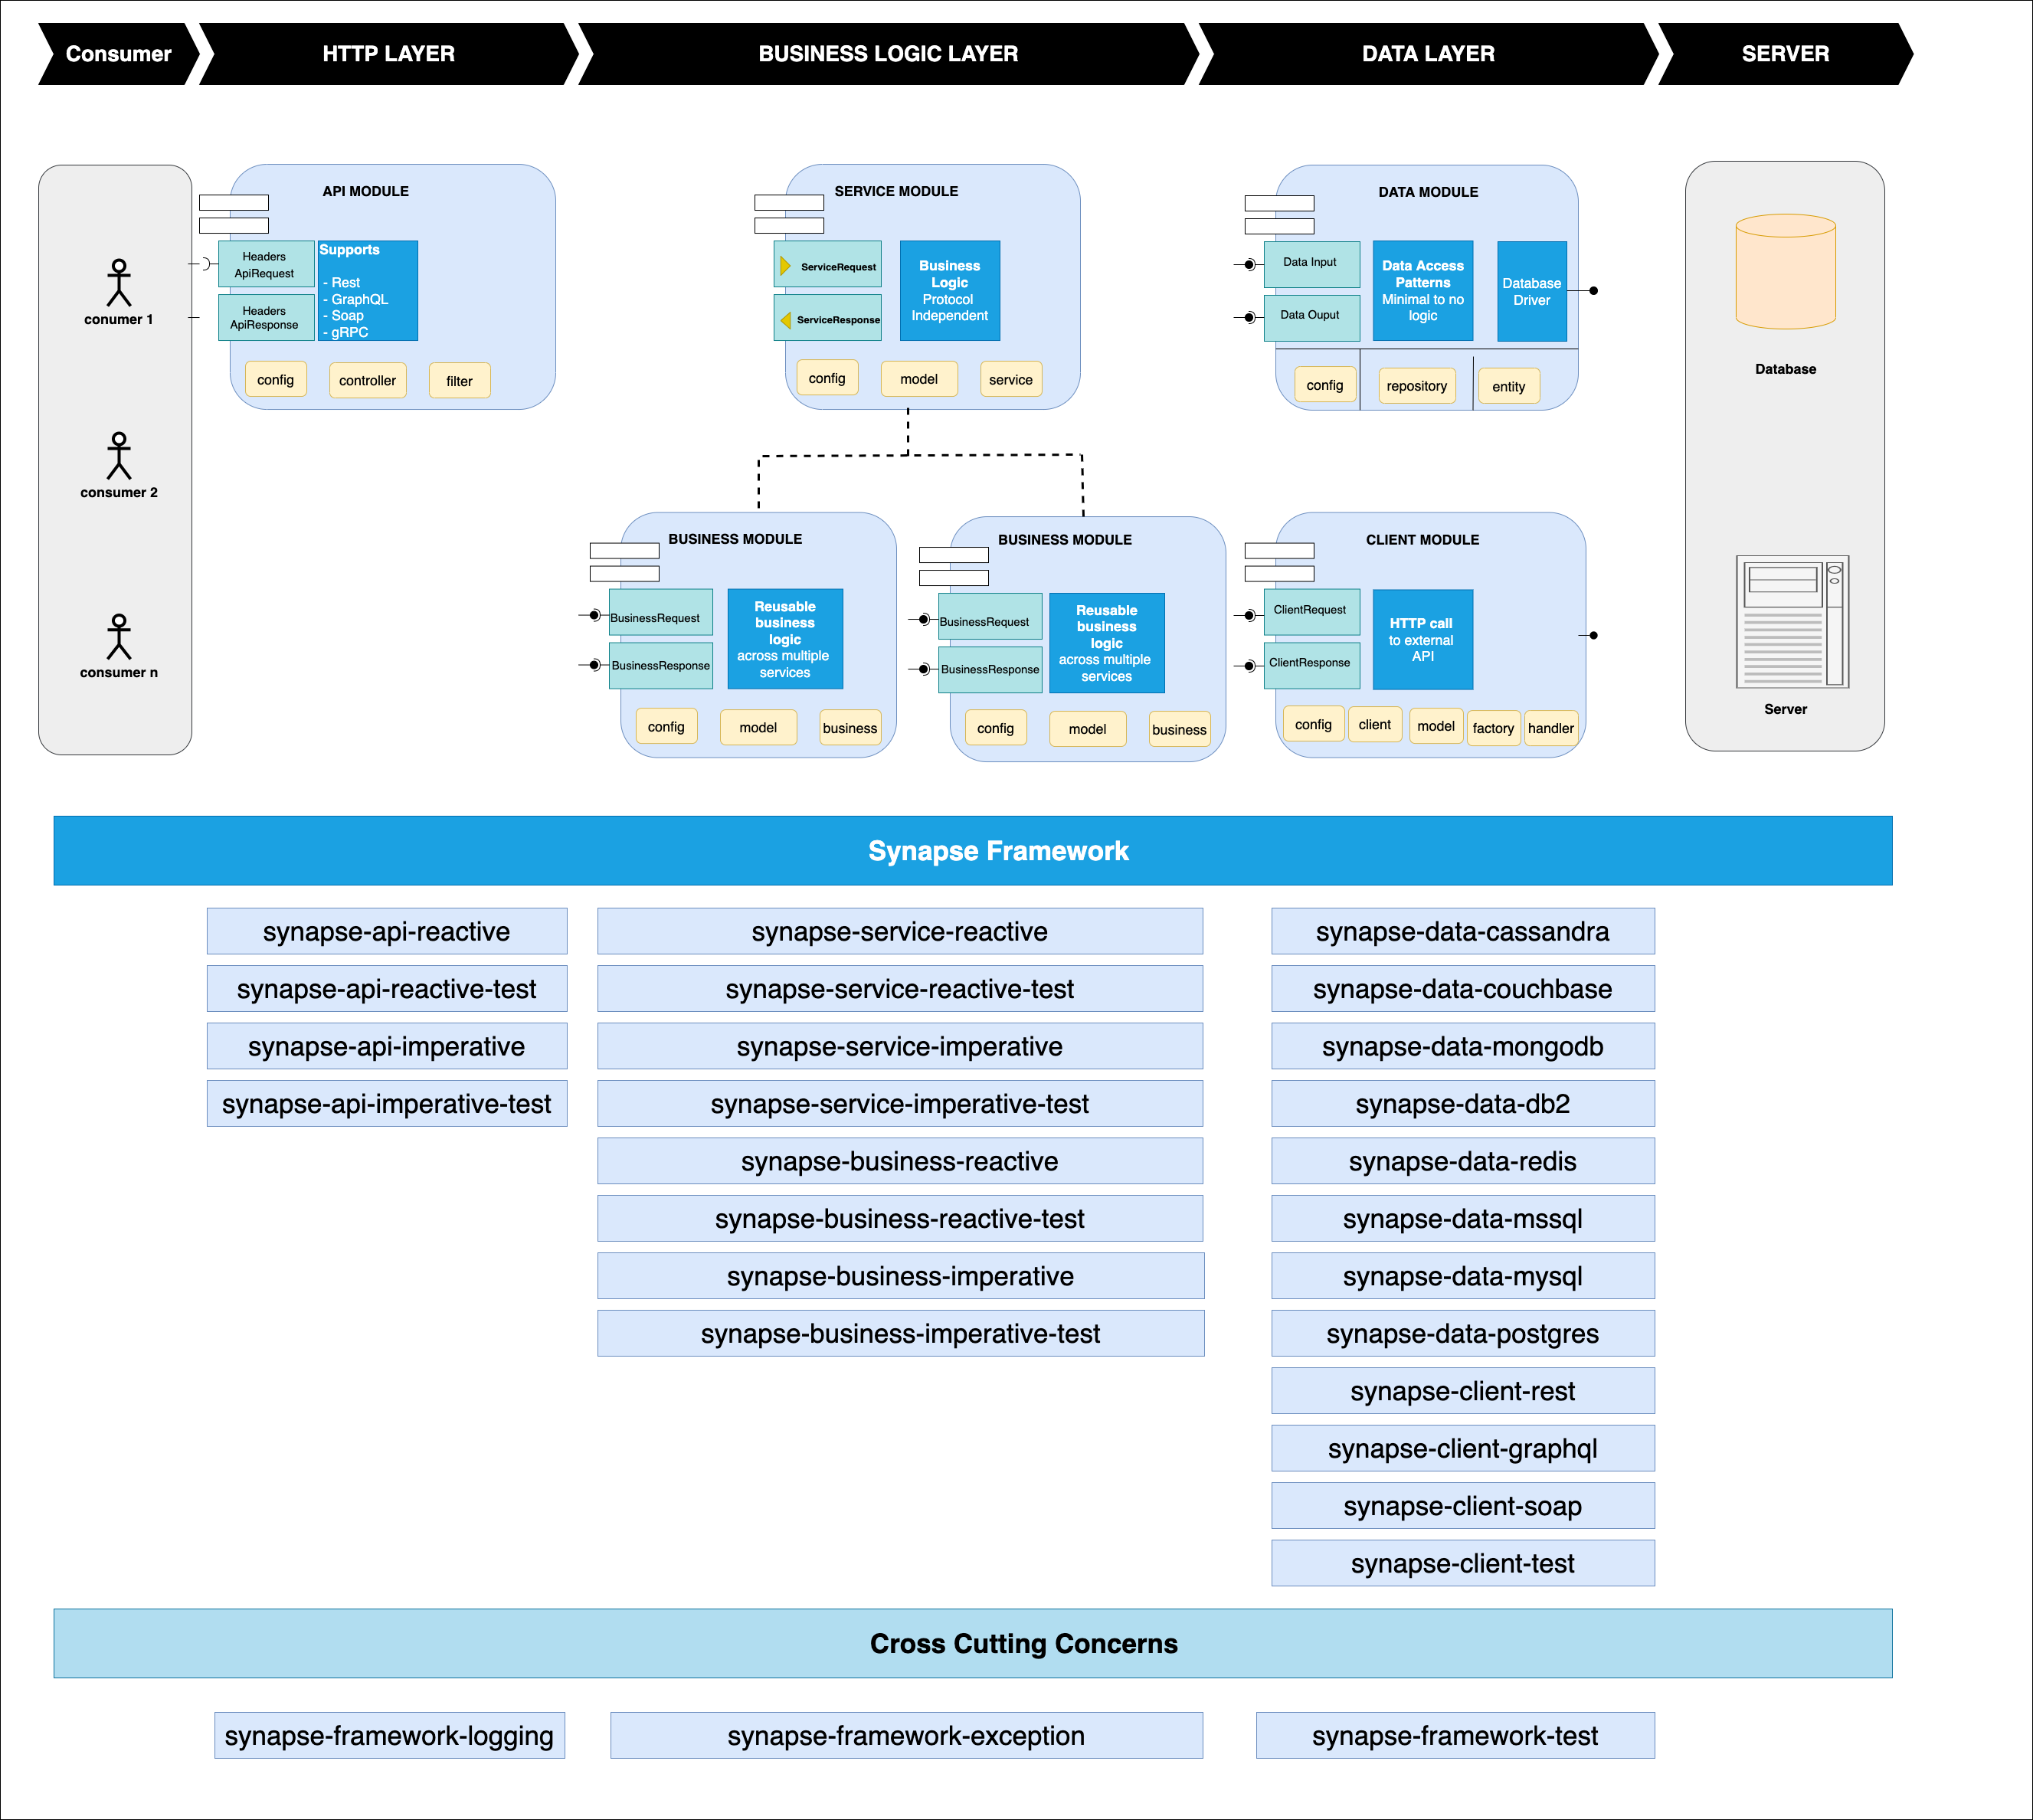 Consumer
HTTP LAYER
BUSINESS LOGIC LAYER
DATA LAYER
SERVER
conumer 1
consumer 2
consumer n
API MODULE
Headers
ApiRequest
Headers
ApiResponse
Supports
- Rest
- GraphQL
- Soap
- gRPC
config
controller
filter
SERVICE MODULE
ServiceRequest
ServiceResponse
Business
Logic
Protocol
Independent
config
model
service
DATA MODULE
Data Input
Data Ouput
Data Access
Patterns
Minimal to no
logic
Database
Driver
config
repository
entity
Database
BUSINESS MODULE
BusinessRequest
BusinessResponse
Reusable
business
logic
across multiple
services
config
model
business
BUSINESS MODULE
BusinessRequest
BusinessResponse
Reusable
business
logic
across multiple
services
config
model
business
CLIENT MODULE
ClientRequest
ClientResponse
HTTP call
to external
API
config
client
model
factory
handler
Server
Synapse Framework
synapse-api-reactive
synapse-api-reactive-test
synapse-api-imperative
synapse-api-imperative-test
synapse-service-reactive
synapse-service-reactive-test
synapse-service-imperative
synapse-service-imperative-test
synapse-business-reactive
synapse-business-reactive-test
synapse-business-imperative
synapse-business-imperative-test
synapse-data-cassandra
synapse-data-couchbase
synapse-data-mongodb
synapse-data-db2
synapse-data-redis
synapse-data-mssql
synapse-data-mysql
synapse-data-postgres
synapse-client-rest
synapse-client-graphql
synapse-client-soap
synapse-client-test
Cross Cutting Concerns
synapse-framework-logging
synapse-framework-exception
synapse-framework-test